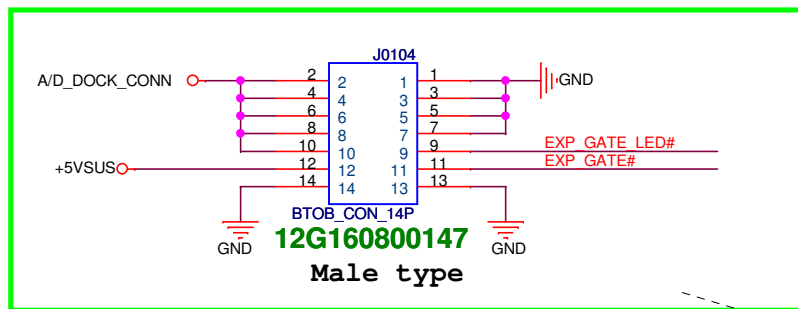 J0104
A/D_DOCK_CONN 2 2 1 1 GND
4 4 3 3
6 6 5 5
8 8 7 7
10 10 9 9 EXP_GATE_LED#
+5VSUS 12 12 11 11 EXP_GATE#
14 14 13 13
BTOB_CON_14P
GND 12G160800147 GND
Male type